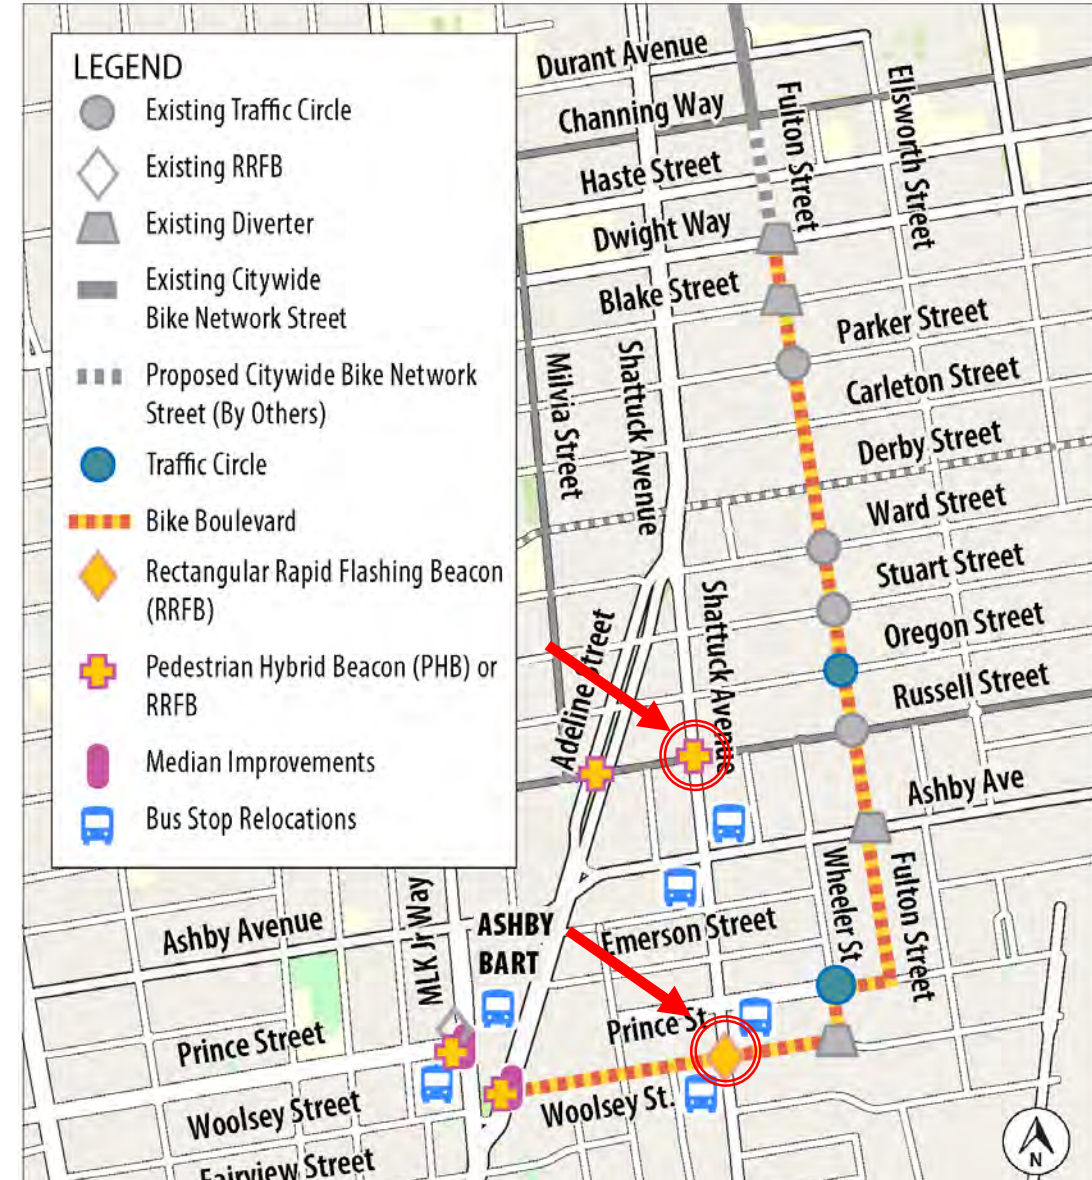 LEGEND
Existing Traffic Circle
Existing RRFB
Existing Diverter
Existing Citywide
Bike Network Street
Proposed Citywide Bike Network
Street (By Others)
Traffic Circle
Bike Boulevard
Rectangular Rapid Flashing Beacon
(RRFB)
Pedestrian Hybrid Beacon (PHB) or
RRFB
Median Improvements
Bus Stop Relocations
Durant Avenue
Channing Way
Haste Street
Dwight Way
Blake Street
Fulton Street
Ellsworth Street
Parker Street
Carleton Street
Derby Street
Ward Street
Stuart Street
Oregon Street
Russell Street
Ashby Ave
Milvia Street
Shattuck Avenue
Shattuck Avenue
Adeline Street
Wheeler St
Fulton Street
Emerson Street
Prince St.
Woolsey St.
ASHBY
BART
MLK Jr Way
Ashby Avenue
Prince Street
Woolsey Street
Fairview Street
N